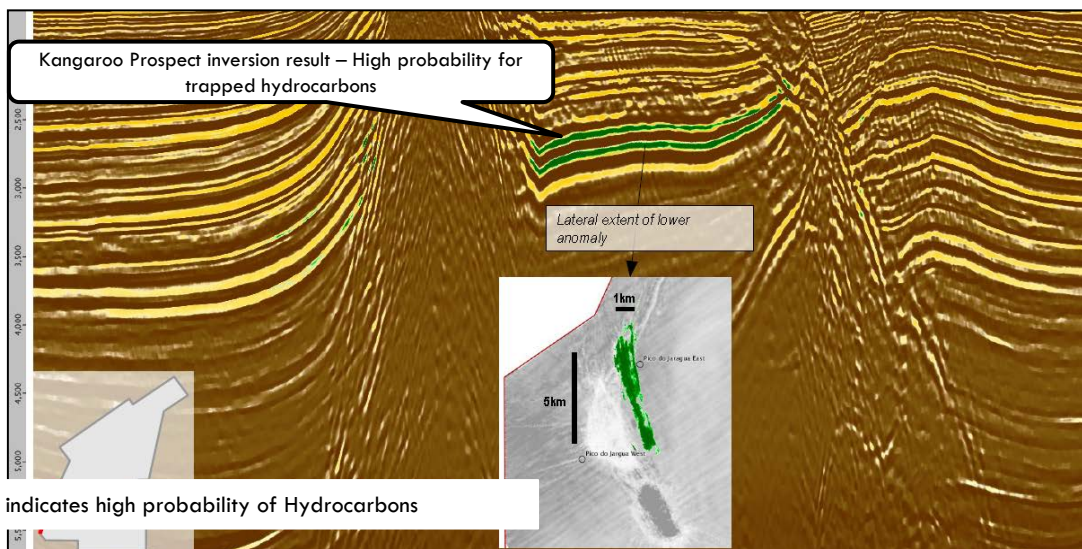 Kangaroo Prospect inversion result – High probability for
trapped hydrocarbons
2,500
3,000
Lateral extent of lower
anomaly
3,500
1km
4,000
Pico do Jaragua East
5km
4,500
Pico do Jargua West
5,000
indicates high probability of Hydrocarbons